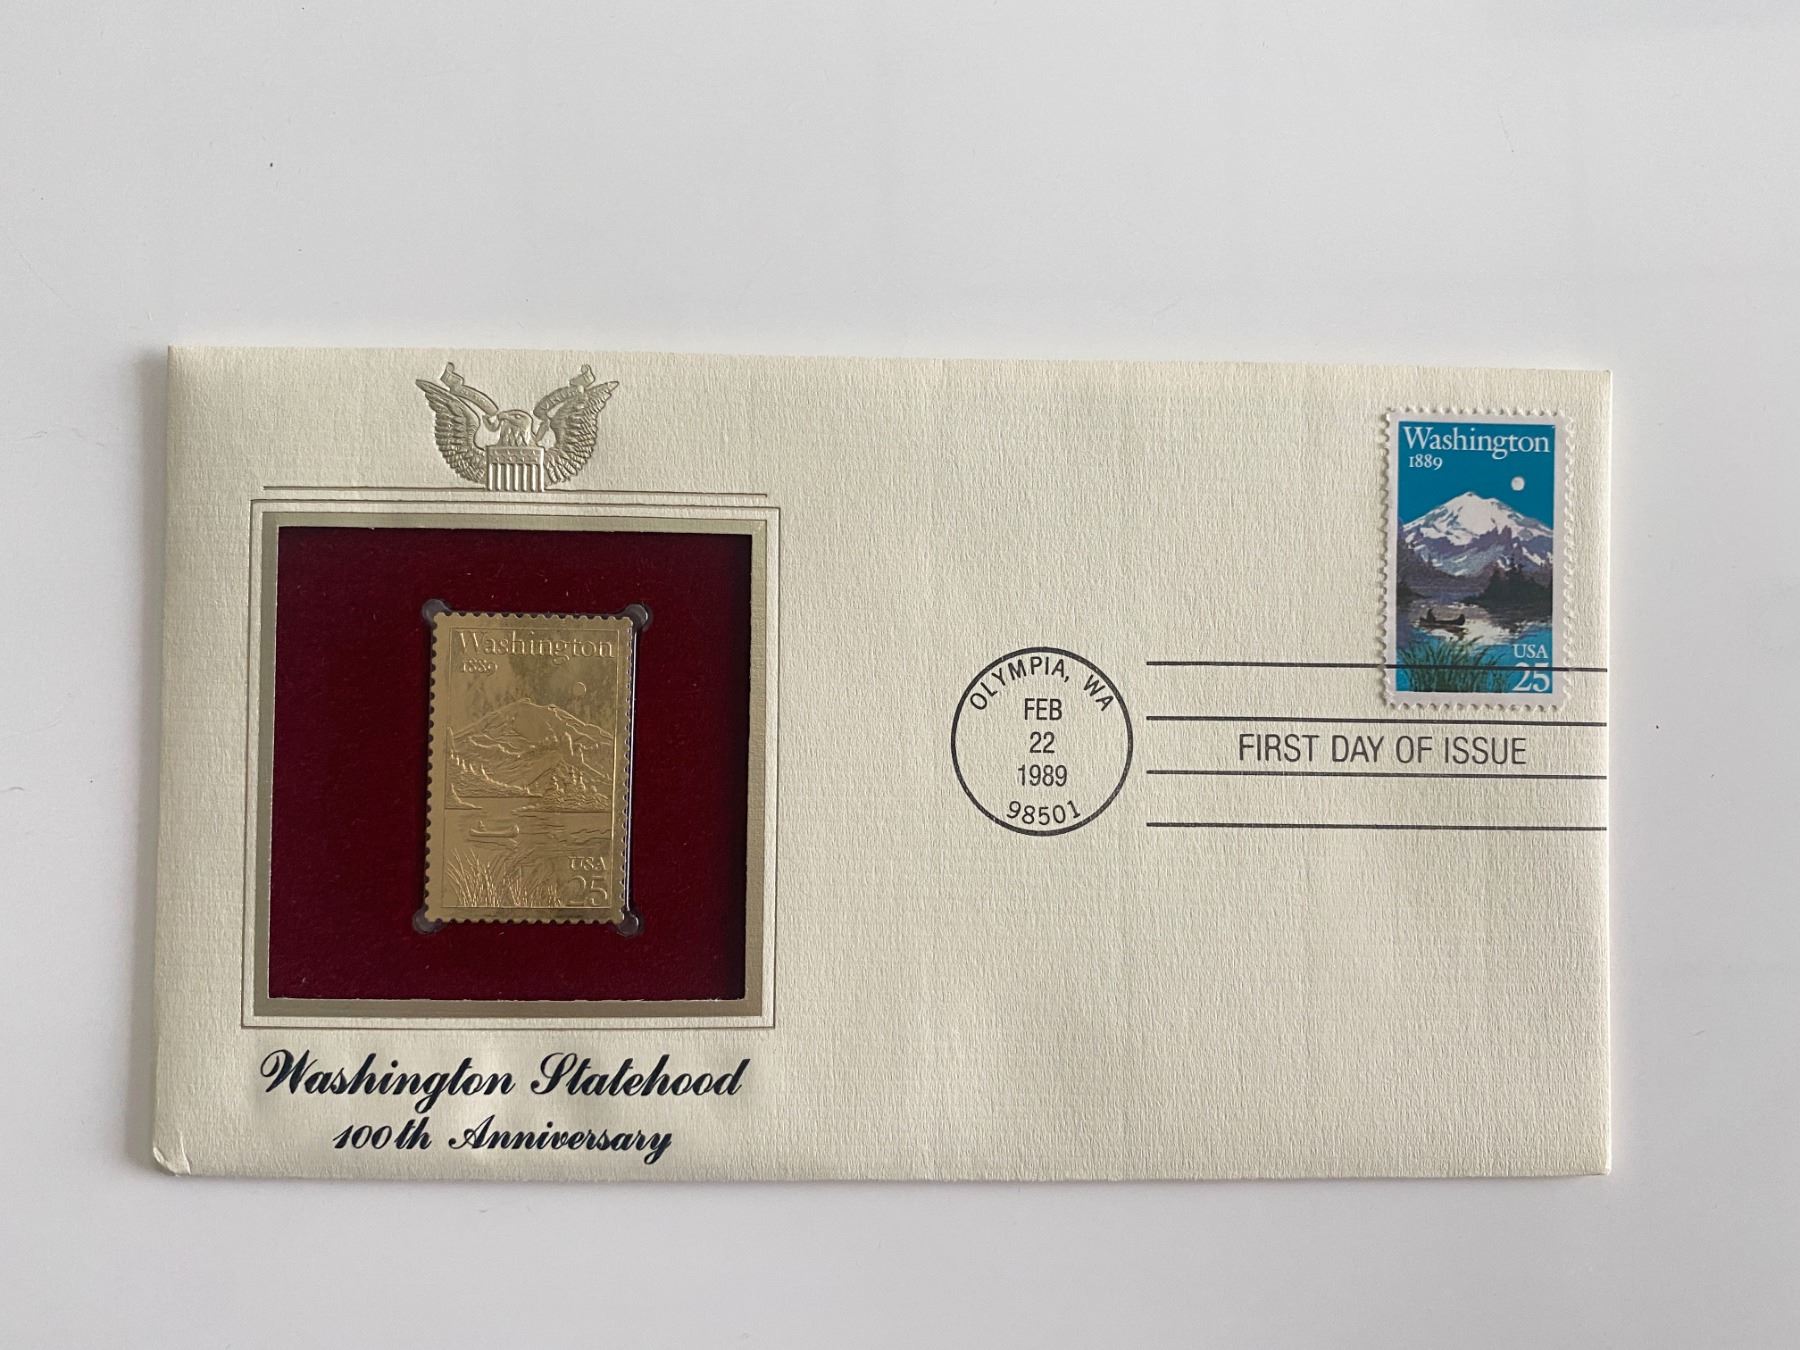 Washington
1889
USA
25
Washington Statehood
100th Anniversary
OLYMPIA, WA
FEB
22
1989
98501
FIRST DAY OF ISSUE
Washington
1889
USA
25